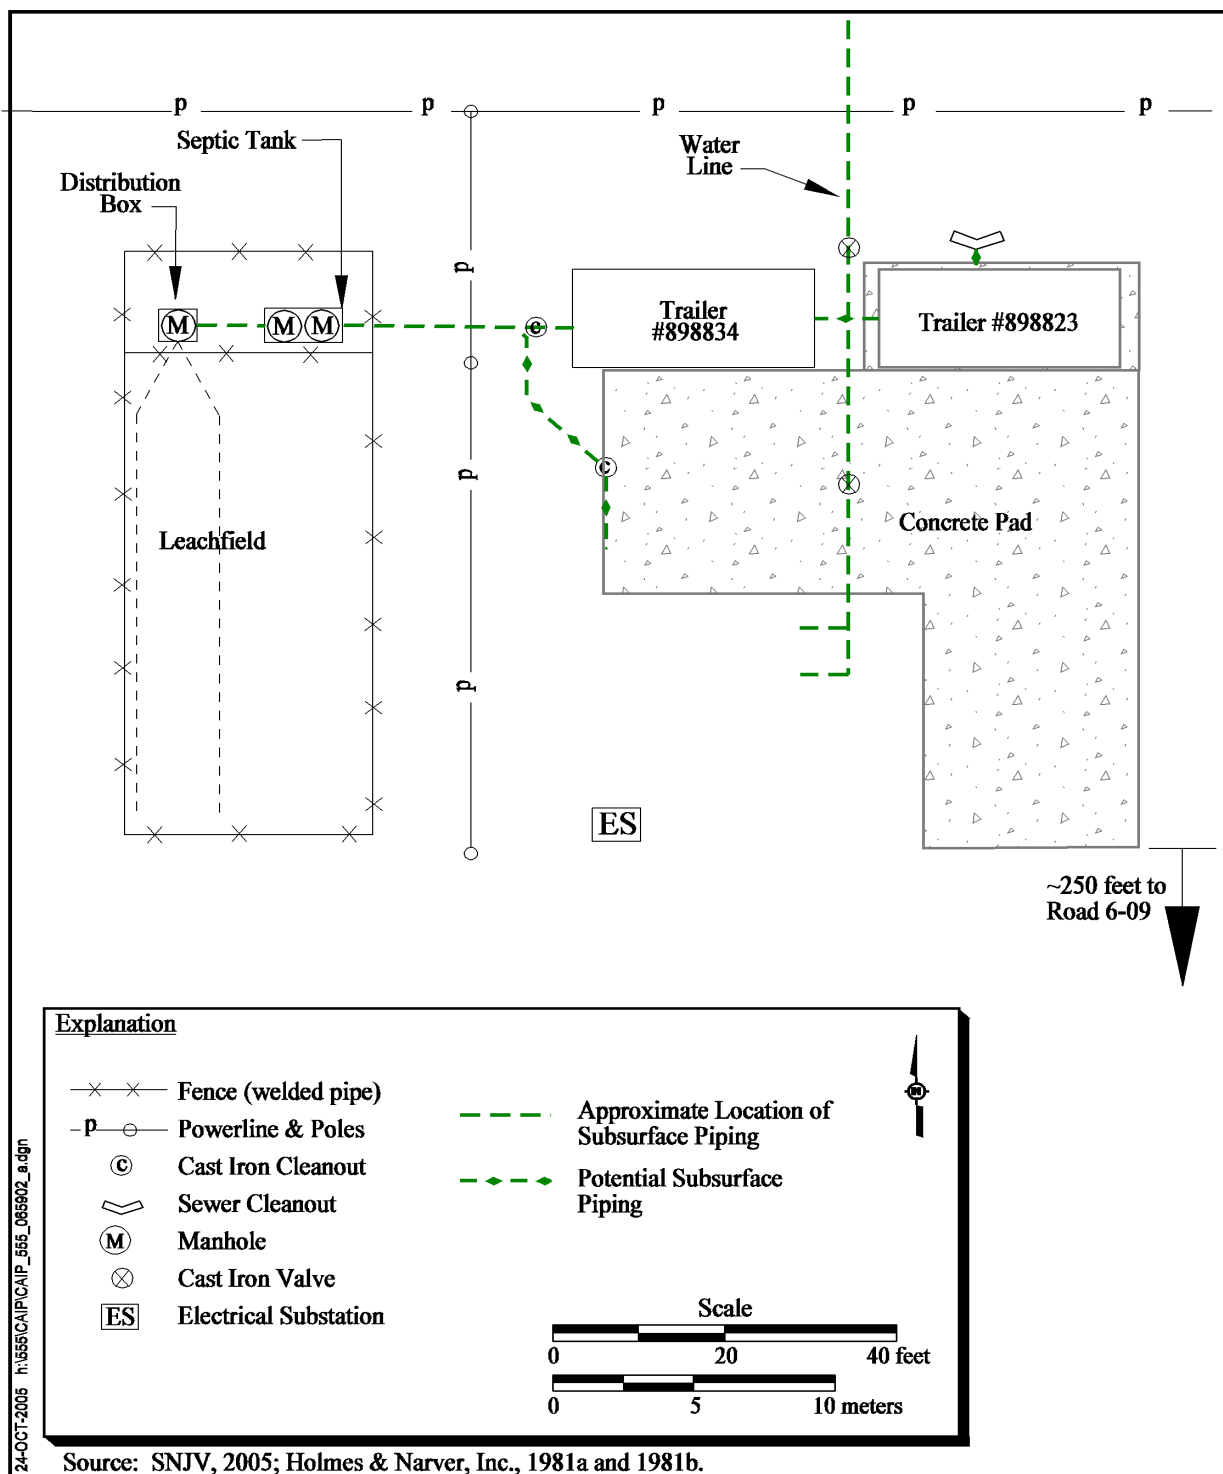 p p p p p
Septic Tank
Water
Line
Distribution
Box
p
M M M
C
Trailer
#898834
Trailer #898823
C
p
Concrete Pad
Leachfield
p
ES
~250 feet to
Road 6-09
Explanation
Fence (welded pipe)
p Powerline & Poles
C Cast Iron Cleanout
Sewer Cleanout
M Manhole
Cast Iron Valve
ES Electrical Substation
Approximate Location of
Subsurface Piping
Potential Subsurface
Piping
N
Scale
0 20 40 feet
0 5 10 meters
24-OCT-2005 h:\555\CAIP\CAIP_555_065902_a.dgn
Source: SNJV, 2005; Holmes & Narver, Inc., 1981a and 1981b.